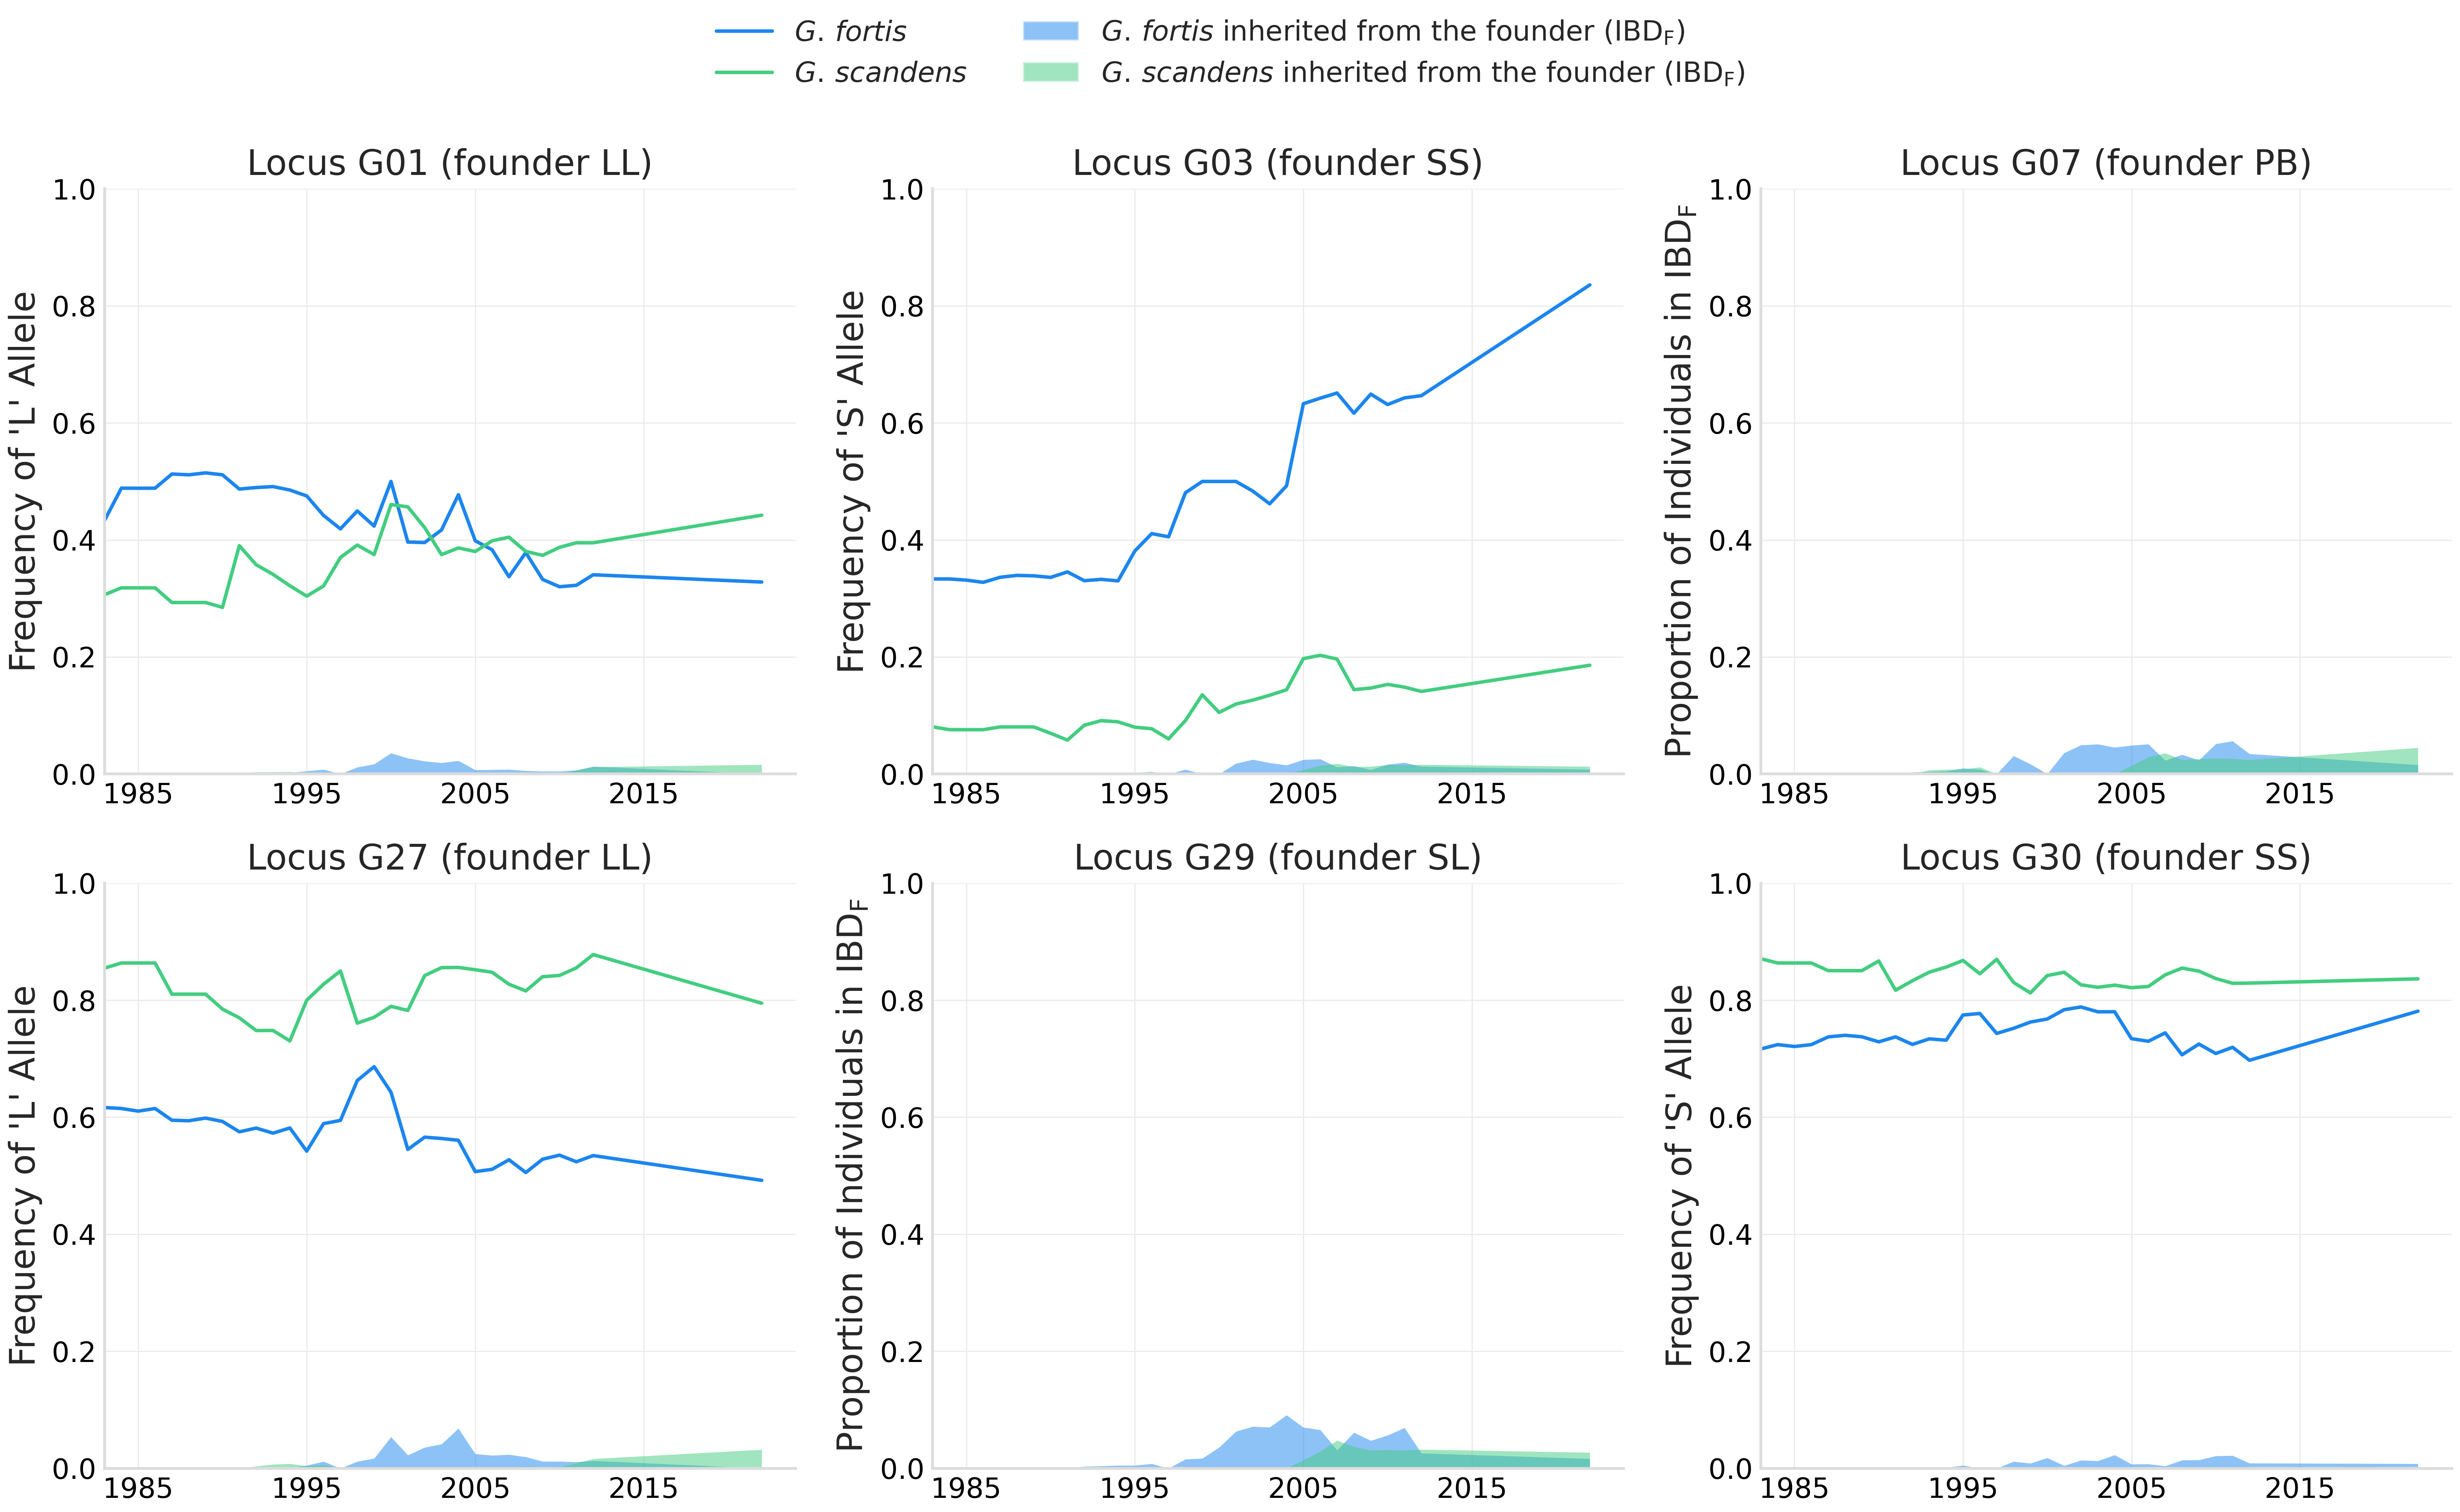 G. fortis
G. scandens
G. fortis inherited from the founder (IBD_F)
G. scandens inherited from the founder (IBD_F)
Locus G01 (founder LL)
Frequency of 'L' Allele
1.0
0.8
0.6
0.4
0.2
0.0
1985 1995 2005 2015
Locus G03 (founder SS)
Frequency of 'S' Allele
1.0
0.8
0.6
0.4
0.2
0.0
1985 1995 2005 2015
Locus G07 (founder PB)
Proportion of Individuals in IBD_F
1.0
0.8
0.6
0.4
0.2
0.0
1985 1995 2005 2015
Locus G27 (founder LL)
Frequency of 'L' Allele
1.0
0.8
0.6
0.4
0.2
0.0
1985 1995 2005 2015
Locus G29 (founder SL)
Proportion of Individuals in IBD_F
1.0
0.8
0.6
0.4
0.2
0.0
1985 1995 2005 2015
Locus G30 (founder SS)
Frequency of 'S' Allele
1.0
0.8
0.6
0.4
0.2
0.0
1985 1995 2005 2015